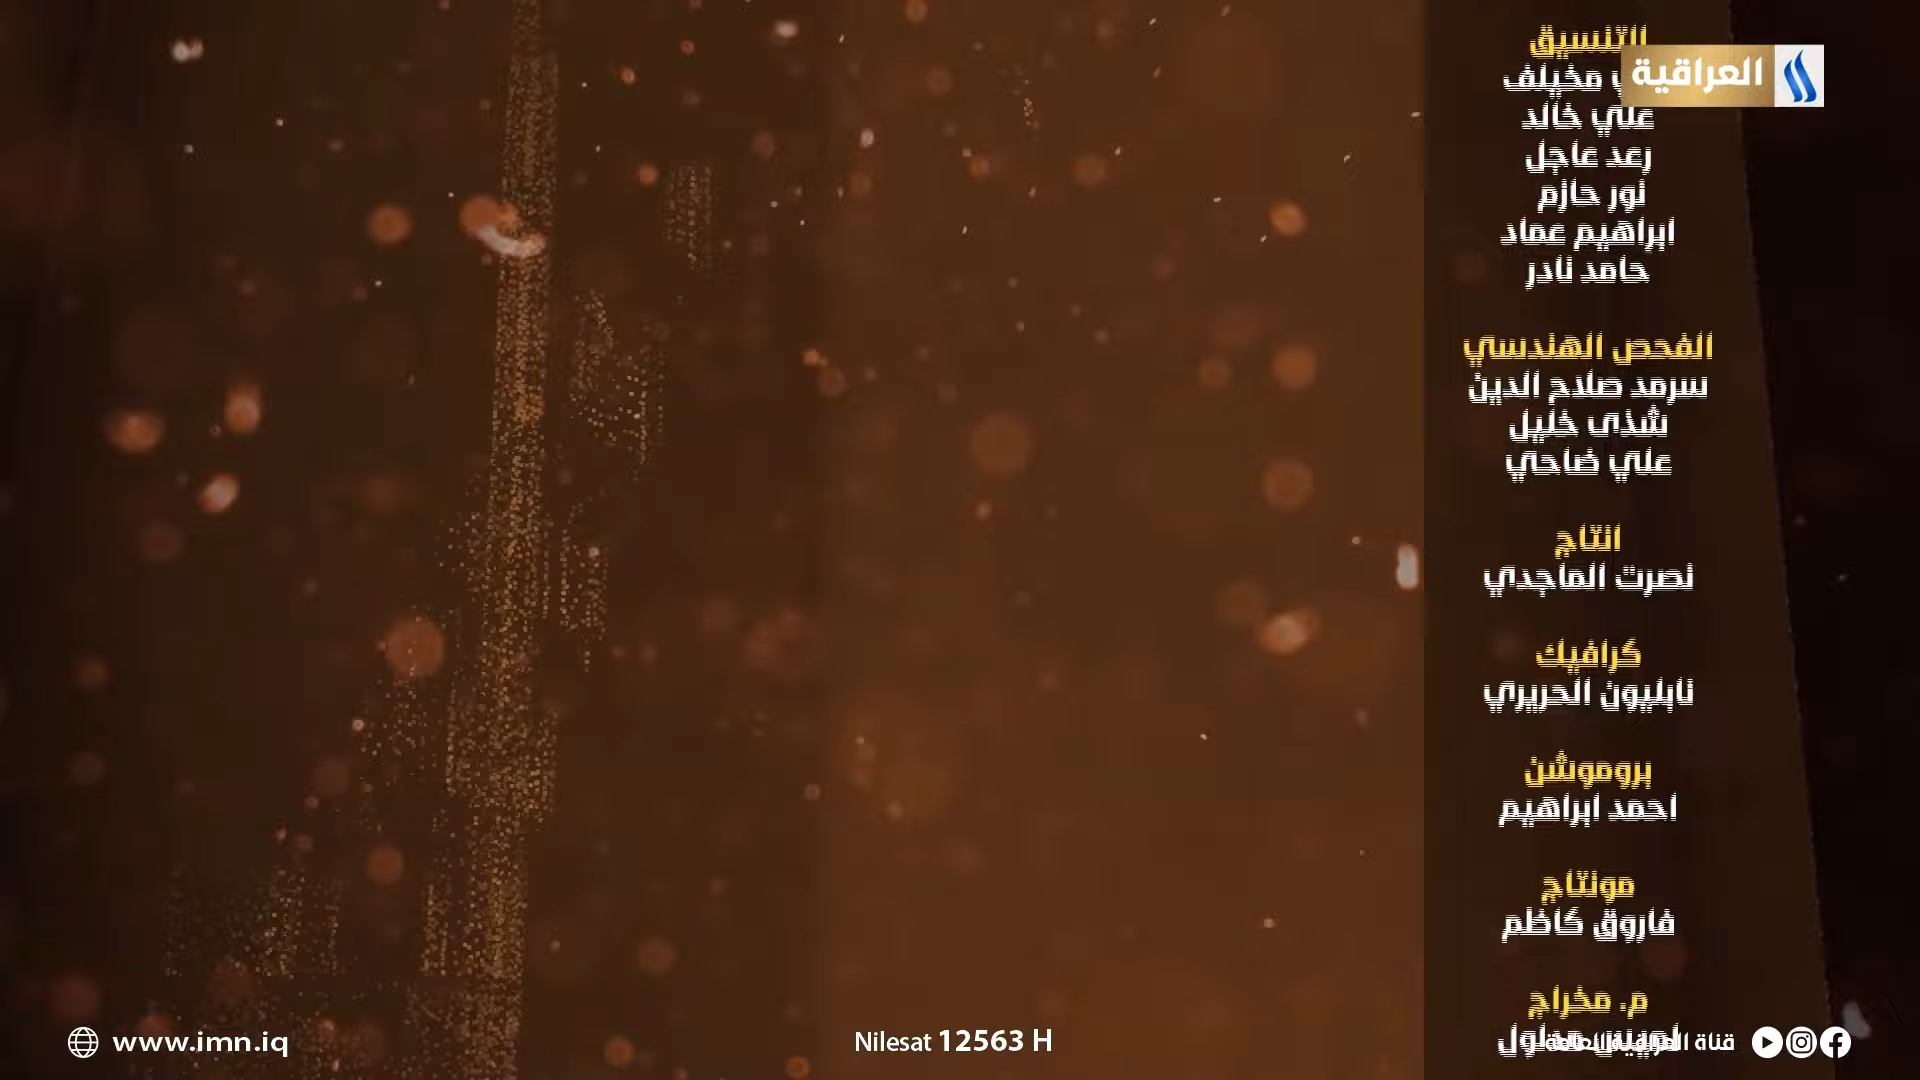 التنسيق
العراقية
مخيلف
علي خالد
رعد عاجل
نور حازم
ابراهيم عماد
حامد نادر
الفحص الهندسي
سرمد صلاح الدين
شذى خليل
علي ضاحي
انتاج
نصرت الماجدي
كرافيك
نابليون الحريري
بروموشن
احمد ابراهيم
مونتاج
فاروق كاظم
م. مخراج
www.imn.iq
Nilesat 12563 H
قناة